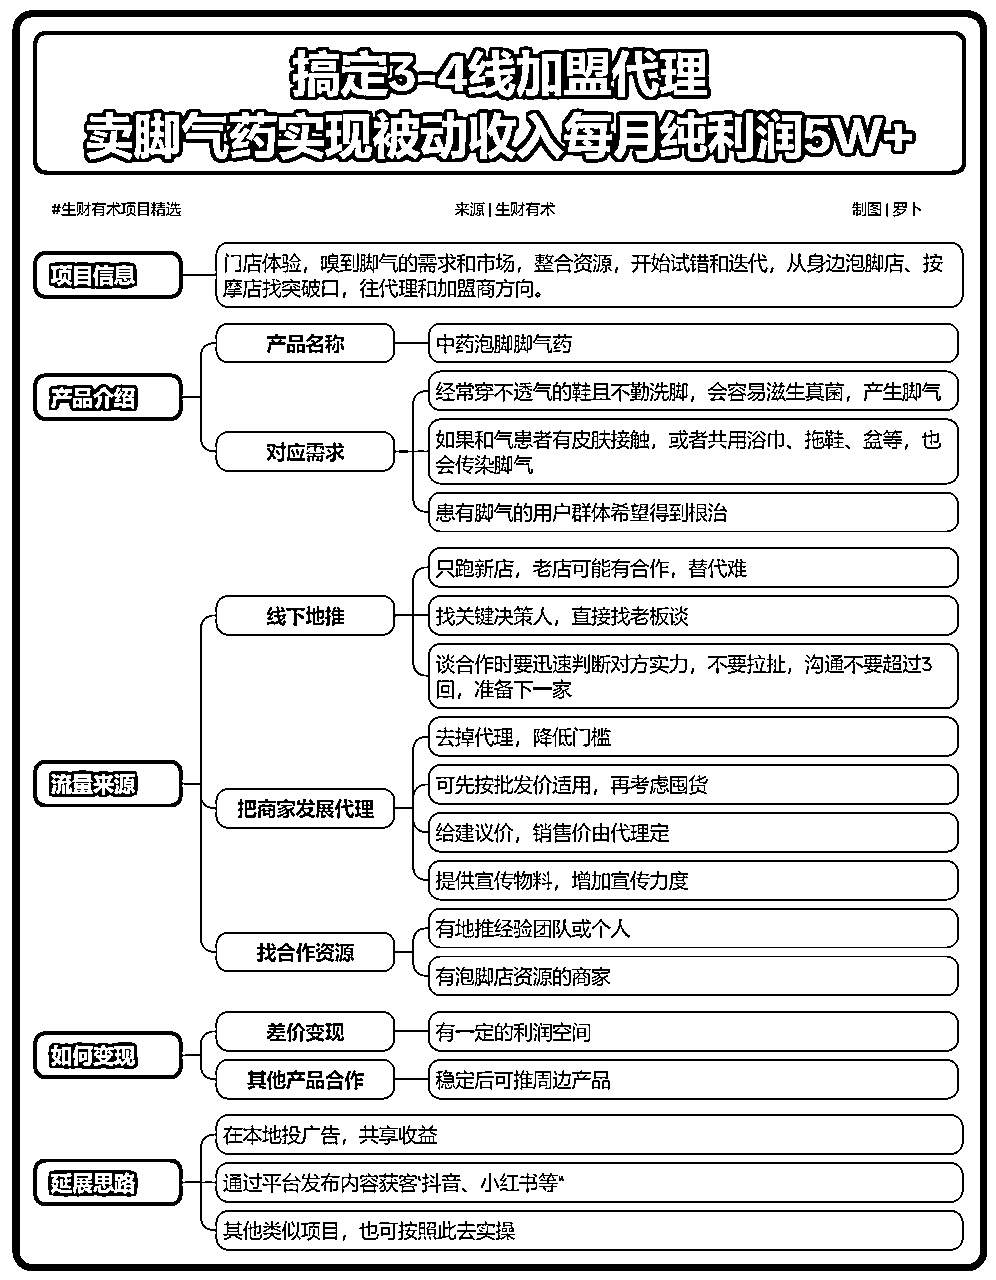 搞定3-4线加盟代理
卖脚气药实现被动收入每月纯利润5W+
#生财有术项目精选
来源 | 生财有术
制图 | 罗卜
项目信息
门店体验，嗅到脚气的需求和市场，整合资源，开始试错和迭代，从身边泡脚店、按
摩店找突破口，往代理和加盟商方向。
产品介绍
产品名称
中药泡脚脚气药
对应需求
经常穿不透气的鞋且不勤洗脚，会容易滋生真菌，产生脚气
如果和气患者有皮肤接触，或者共用浴巾、拖鞋、盆等，也
会传染脚气
患有脚气的用户群体希望得到根治
流量来源
线下地推
只跑新店，老店可能有合作，替代难
找关键决策人，直接找老板谈
谈合作时要迅速判断对方实力，不要拉扯，沟通不要超过3
回，准备下一家
把商家发展代理
去掉代理，降低门槛
可先按批发价适用，再考虑囤货
给建议价，销售价由代理定
提供宣传物料，增加宣传力度
找合作资源
有地推经验团队或个人
有泡脚店资源的商家
如何变现
差价变现
有一定的利润空间
其他产品合作
稳定后可推周边产品
延展思路
在本地投广告，共享收益
通过平台发布内容获客"抖音、小红书等"
其他类似项目，也可按照此去实操